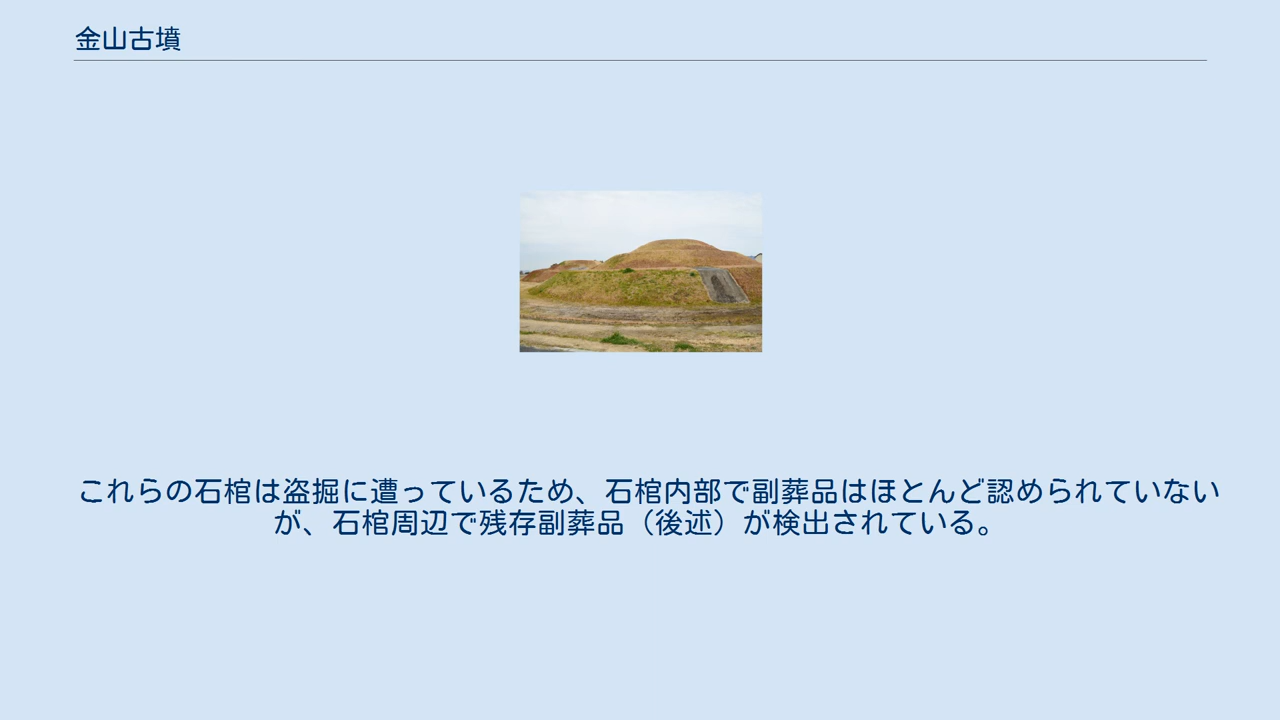 金山古墳
これらの石棺は盗掘に遭っているため、石棺内部で副葬品はほとんど認められていない
が、石棺周辺で残存副葬品（後述）が検出されている。